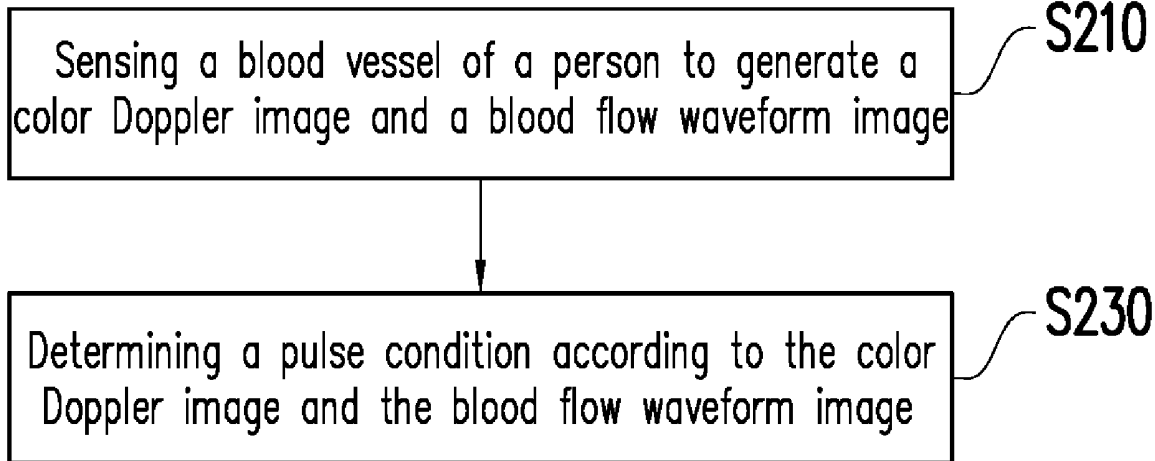 S210
Sensing a blood vessel of a person to generate a
color Doppler image and a blood flow waveform image
S230
Determining a pulse condition according to the color
Doppler image and the blood flow waveform image